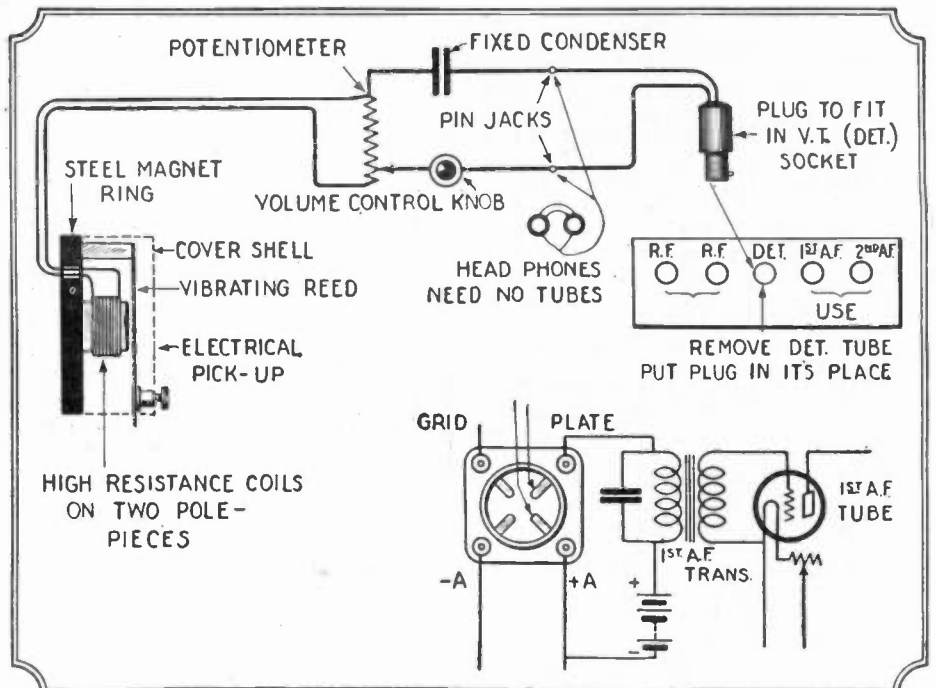 POTENTIOMETER
FIXED CONDENSER
PIN JACKS
PLUG TO FIT
IN V.T. (DET.)
SOCKET
STEEL MAGNET
RING
VOLUME CONTROL KNOB
COVER SHELL
VIBRATING REED
HEAD PHONES
NEED NO TUBES
R.F. R.F. DET. 1ST A.F. 2ND A.F.
USE
ELECTRICAL
PICK-UP
REMOVE DET. TUBE
PUT PLUG IN IT'S PLACE
GRID PLATE
HIGH RESISTANCE COILS
ON TWO POLE-
PIECES
1ST A.F.
TUBE
1ST. A.F.
TRANS.
-A +A +
-